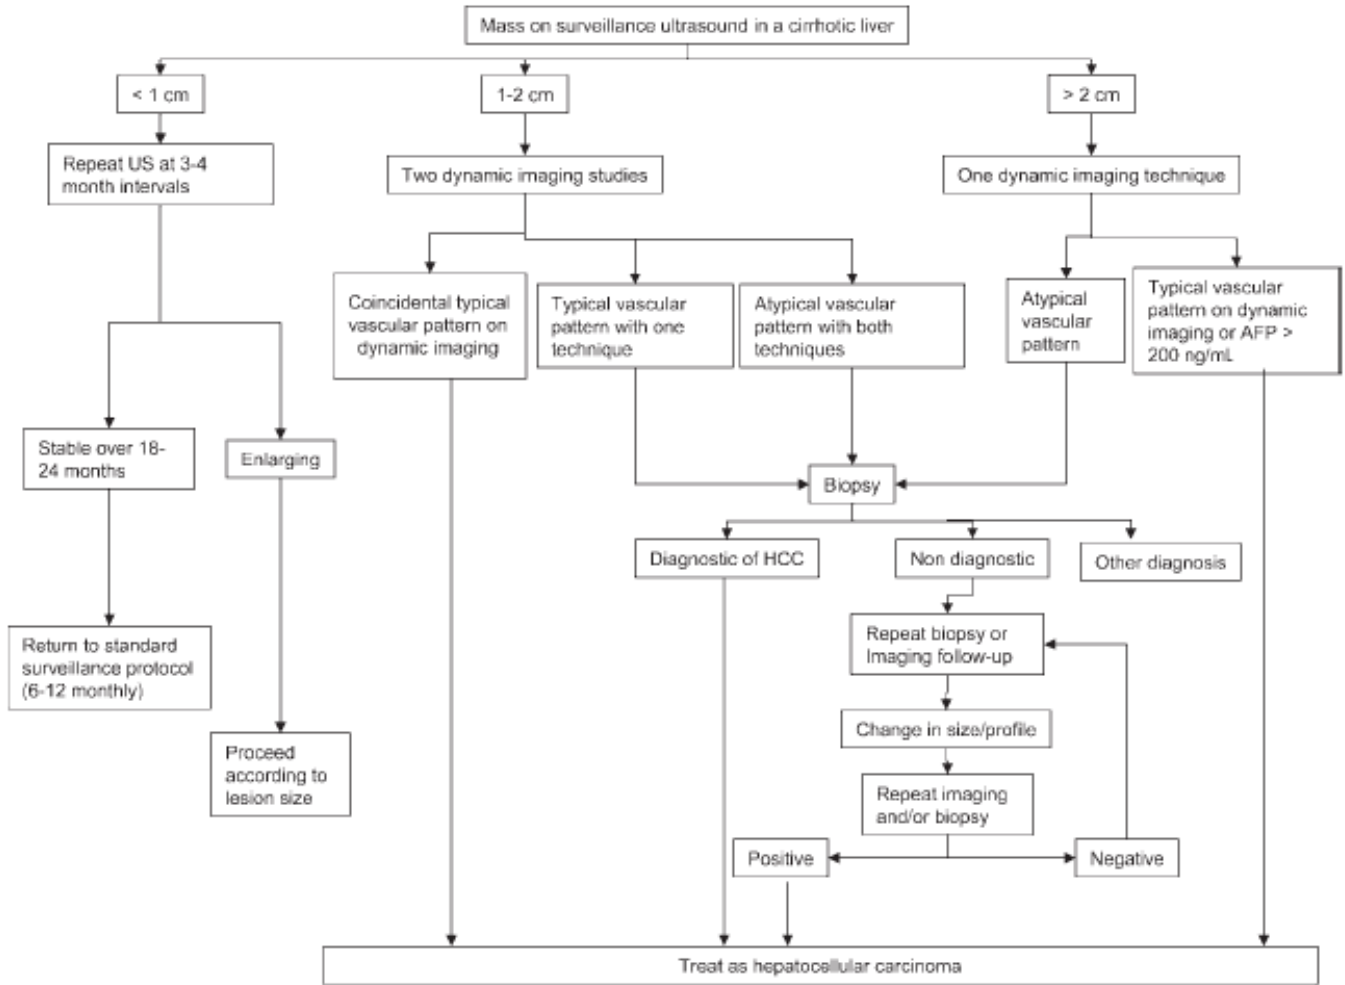 Mass on surveillance ultrasound in a cirrhotic liver
< 1 cm
1-2 cm
> 2 cm
Repeat US at 3-4
month intervals
Two dynamic imaging studies
One dynamic imaging technique
Coincidental typical
vascular pattern on
dynamic imaging
Typical vascular
pattern with one
technique
Atypical vascular
pattern with both
techniques
Atypical
vascular
pattern
Typical vascular
pattern on dynamic
imaging or AFP >
200 ng/mL
Stable over 18-
24 months
Enlarging
Biopsy
Diagnostic of HCC
Non diagnostic
Other diagnosis
Return to standard
surveillance protocol
(6-12 monthly)
Repeat biopsy or
Imaging follow-up
Change in size/profile
Proceed
according to
lesion size
Repeat imaging
and/or biopsy
Positive
Negative
Treat as hepatocellular carcinoma